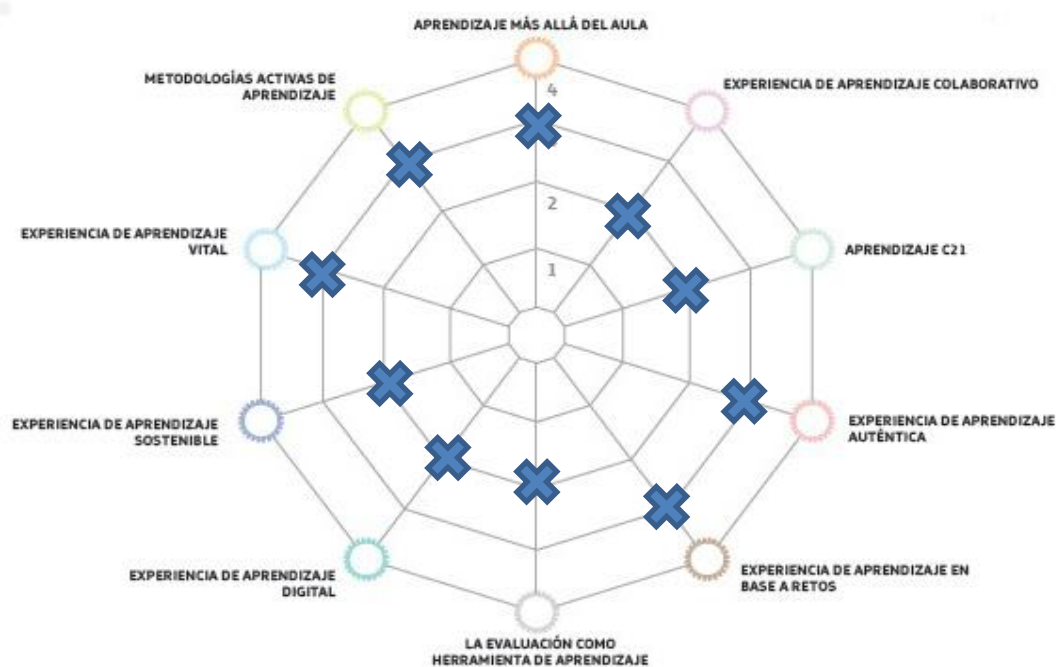 APRENDIZAJE MÁS ALLÁ DEL AULA
METODOLOGÍAS ACTIVAS DE
APRENDIZAJE
EXPERIENCIA DE APRENDIZAJE COLABORATIVO
4
2
1
EXPERIENCIA DE APRENDIZAJE
VITAL
APRENDIZAJE C21
EXPERIENCIA DE APRENDIZAJE
SOSTENIBLE
EXPERIENCIA DE APRENDIZAJE
AUTÉNTICA
EXPERIENCIA DE APRENDIZAJE
DIGITAL
EXPERIENCIA DE APRENDIZAJE EN
BASE A RETOS
LA EVALUACIÓN COMO
HERRAMIENTA DE APRENDIZAJE